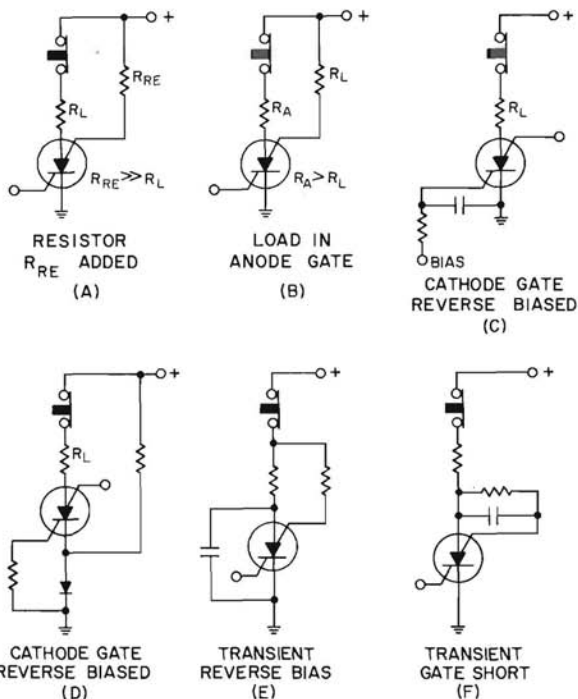 +
R_RE
R_L
R_RE >> R_L
RESISTOR
R_RE ADDED
(A)
+
R_L
R_A
R_A > R_L
LOAD IN
ANODE GATE
(B)
+
R_L
BIAS
CATHODE GATE
REVERSE BIASED
(C)
+
R_L
CATHODE GATE
REVERSE BIASED
(D)
+
TRANSIENT
REVERSE BIAS
(E)
+
TRANSIENT
GATE SHORT
(F)